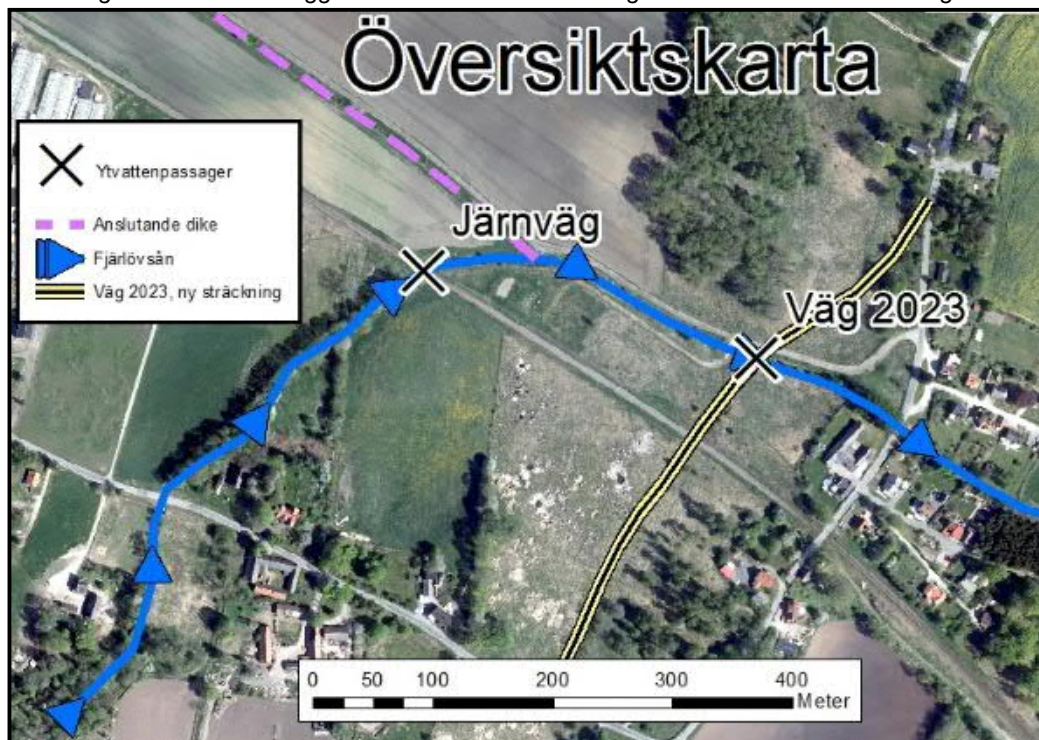 Översiktskarta
Ytvattenpassager
Anslutande dike
Fjärlövsån
Väg 2023, ny sträckning
Järnväg
Väg 2023
0 50 100 200 300 400
Meter